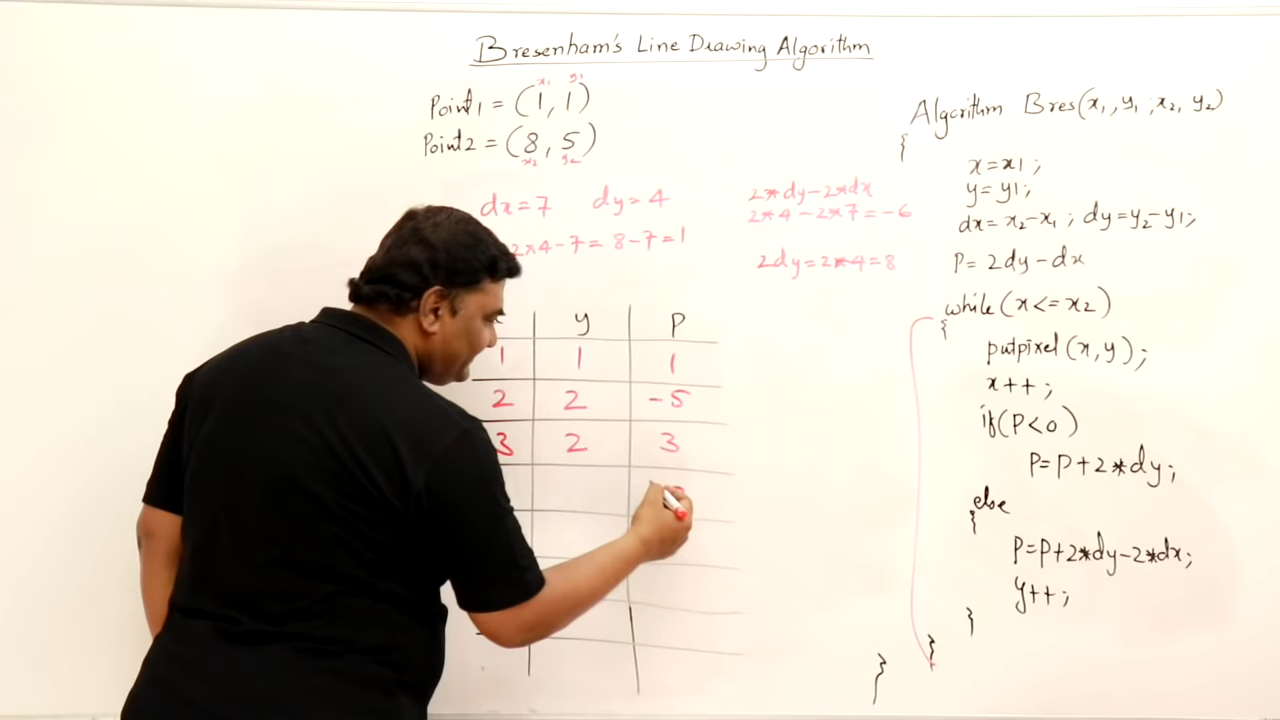 Bresenham's Line Drawing Algorithm
x1 y1
Point1 = (1, 1)
Point2 = (8, 5)
x2 y2
dx=7 dy=4
2*4-7= 8-7=1
2*dy-2*dx
2*4-2*7=-6
2dy=2*4=8
y P
1 1 1
2 2 -5
3 2 3
Algorithm Bres(x1, y1, x2, y2)
{
x=x1;
y=y1;
dx=x2-x1; dy=y2-y1;
P= 2dy-dx
while(x<=x2)
{
putpixel(x,y);
x++;
if(P<0)
P=P+2*dy;
else
{
P=P+2*dy-2*dx;
y++;
}
}
}